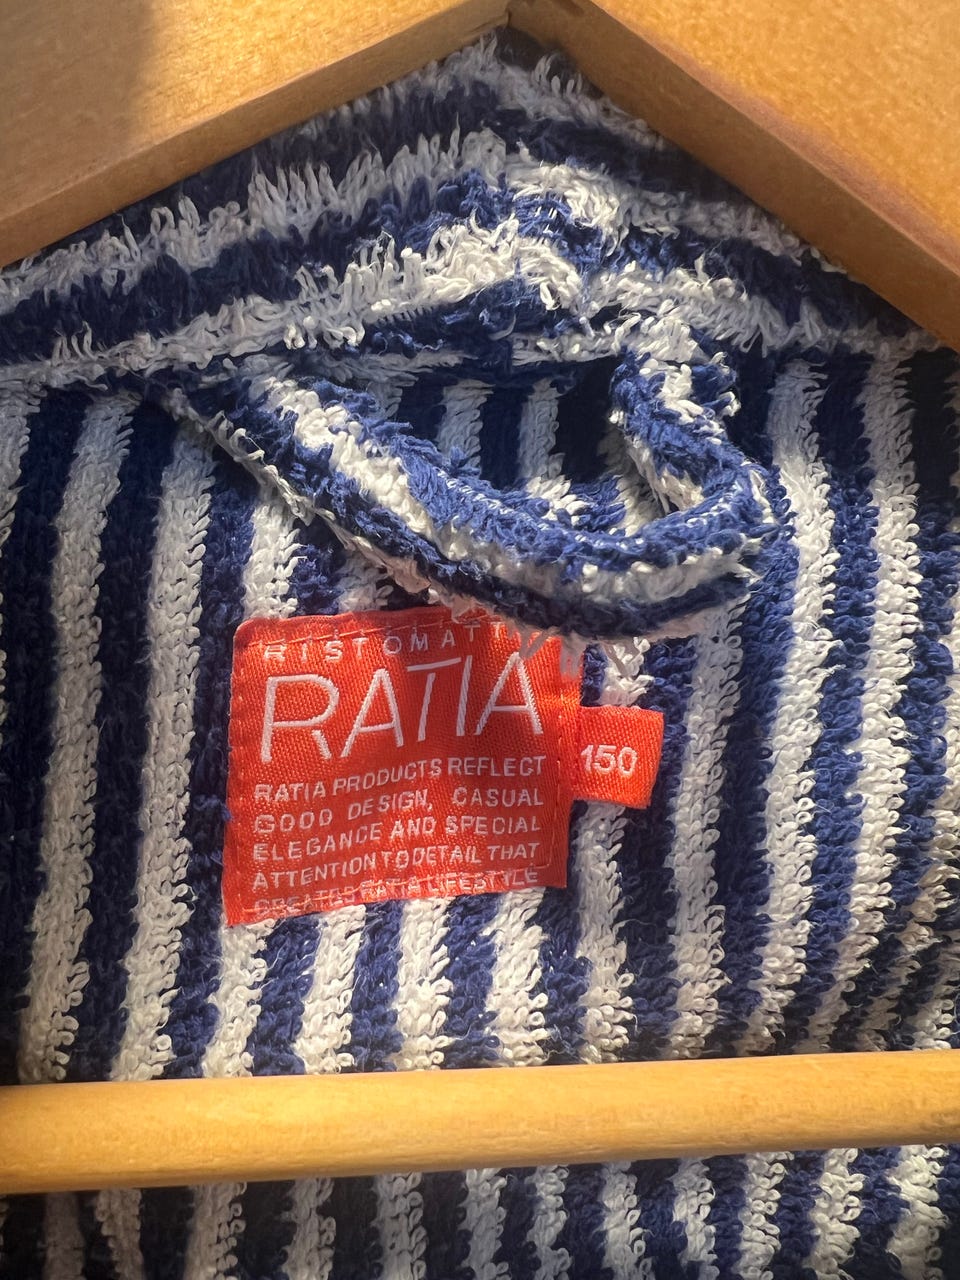 RISTOMATTI
RATIA
RATIA PRODUCTS REFLECT
GOOD DESIGN, CASUAL
ELEGANCE AND SPECIAL
ATTENTION TO DETAIL THAT
CREATES RATIA LIFESTYLE
150